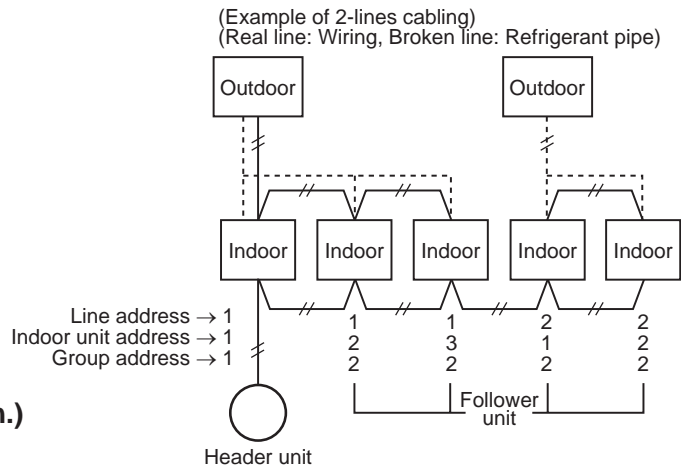 (Example of 2-lines cabling)
(Real line: Wiring, Broken line: Refrigerant pipe)
Outdoor Outdoor
Indoor Indoor Indoor Indoor Indoor
Line address → 1 1 1 2 2
Indoor unit address → 1 2 3 1 2
Group address → 1 2 2 2 2
Follower
unit
n.)
Header unit